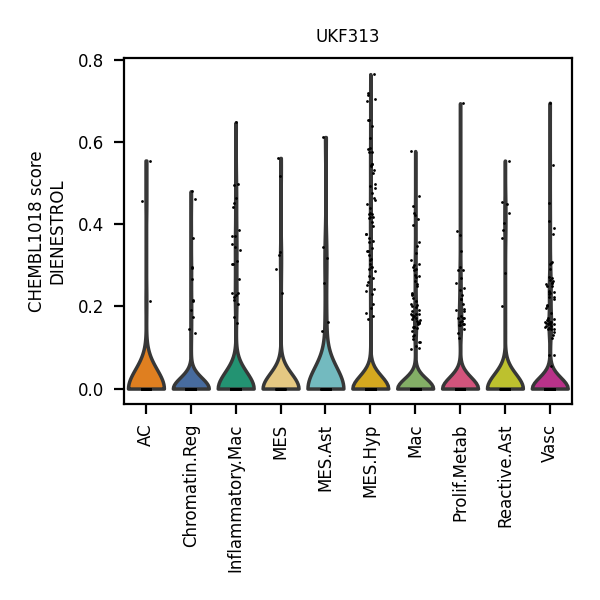 UKF313
CHEMBL1018 score
DIENESTROL
0.8
0.6
0.4
0.2
0.0
AC
Chromatin.Reg
Inflammatory.Mac
MES
MES.Ast
MES.Hyp
Mac
Prolif.Metab
Reactive.Ast
Vasc